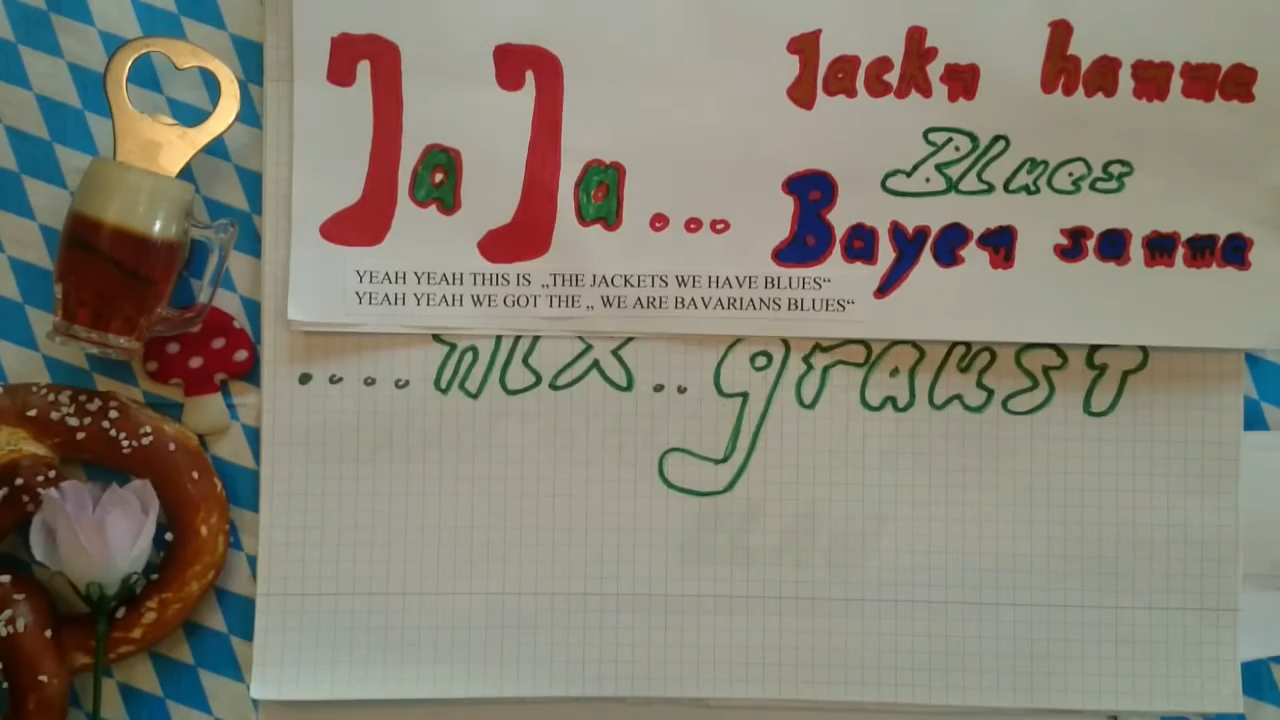 Ja Ja...
Jackn hamma
Blues
Bayern samma
YEAH YEAH THIS IS „THE JACKETS WE HAVE BLUES“
YEAH YEAH WE GOT THE „ WE ARE BAVARIANS BLUES“
....nix..graust